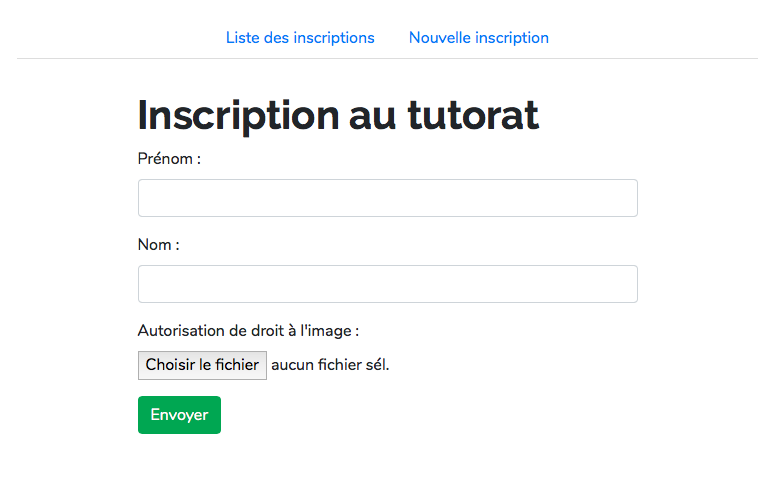 Liste des inscriptions Nouvelle inscription
Inscription au tutorat
Prénom :
Nom :
Autorisation de droit à l'image :
Choisir le fichier aucun fichier sél.
Envoyer